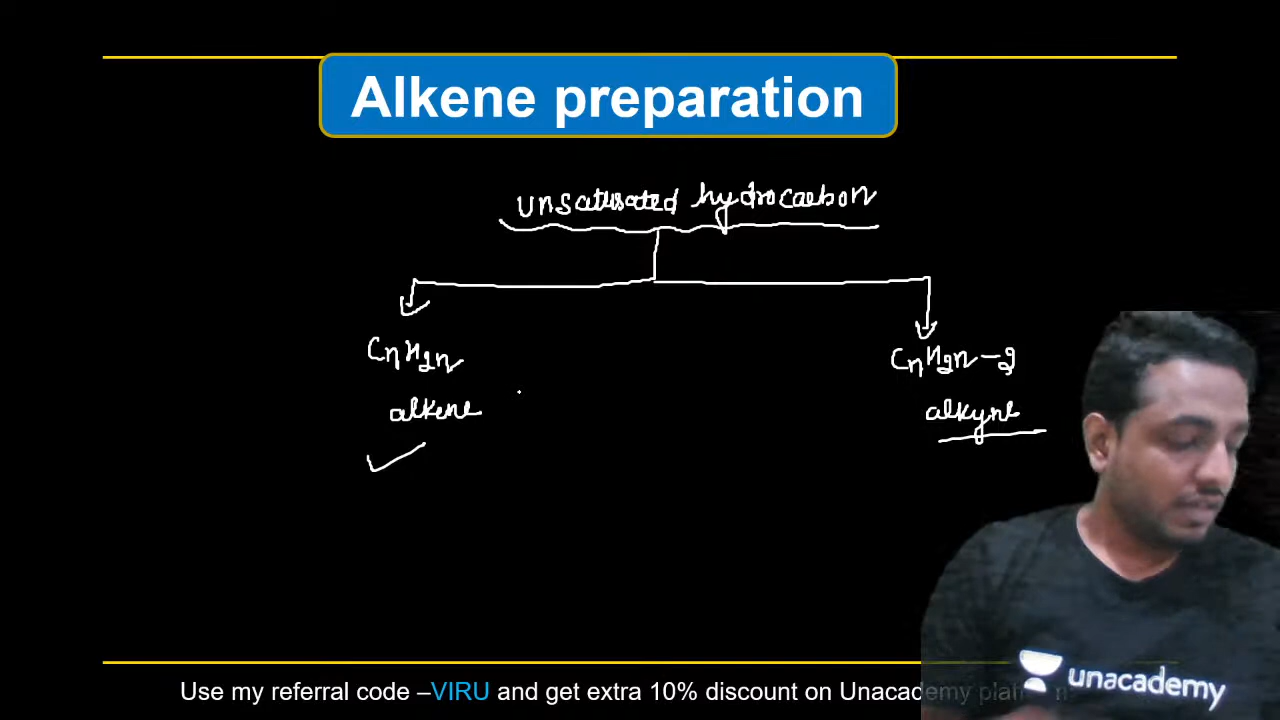 Alkene preparation
unsaturated hydrocarbon
CnH2n
CnH2n-2
alkene
alkyne
unacademy
Use my referral code –VIRU and get extra 10% discount on Unacademy